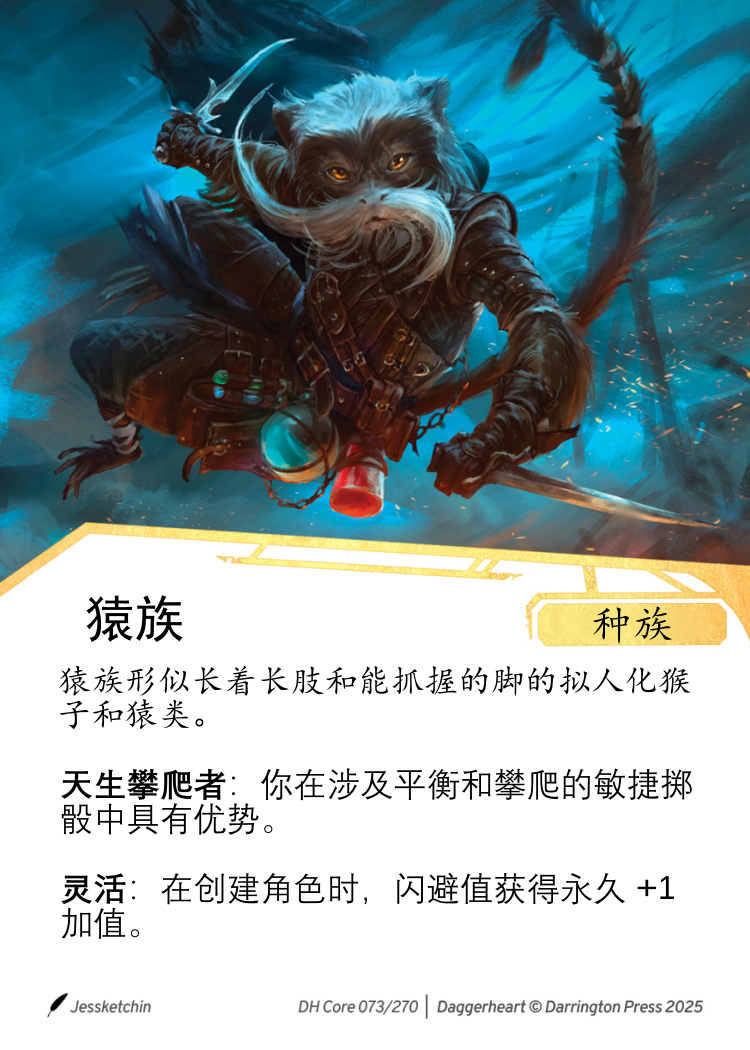 猿族
种族
猿族形似长着长肢和能抓握的脚的拟人化猴
子和猿类。
天生攀爬者：你在涉及平衡和攀爬的敏捷掷
骰中具有优势。
灵活：在创建角色时，闪避值获得永久 +1
加值。
Jessketchin
DH Core 073/270 | Daggerheart © Darrington Press 2025